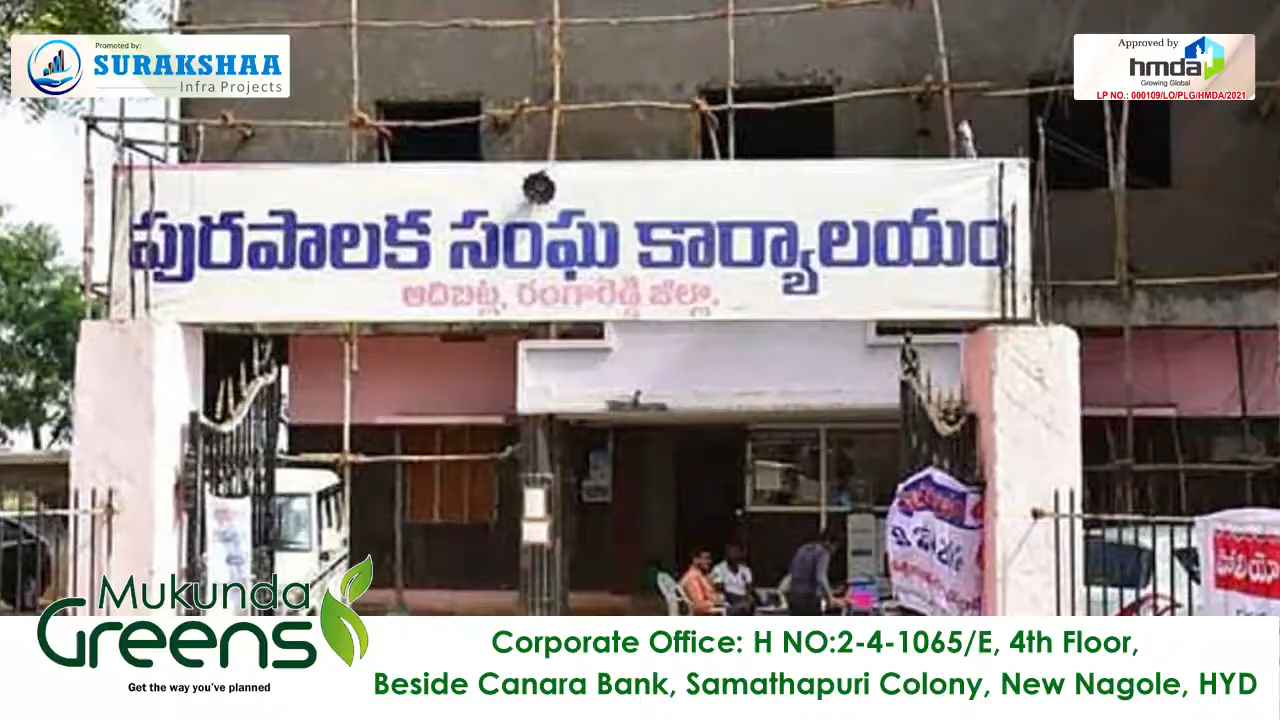 Promoted by:
SURAKSHAA
Infra Projects
Approved by
hmda
Growing Global
LP NO.: 000109/LO/PLG/HMDA/2021
పురపాలక సంఘ కార్యాలయం
ఆదిబట్ల, రంగారెడ్డి జిల్లా.
Mukunda
Greens
Get the way you've planned
Corporate Office: H NO:2-4-1065/E, 4th Floor,
Beside Canara Bank, Samathapuri Colony, New Nagole, HYD